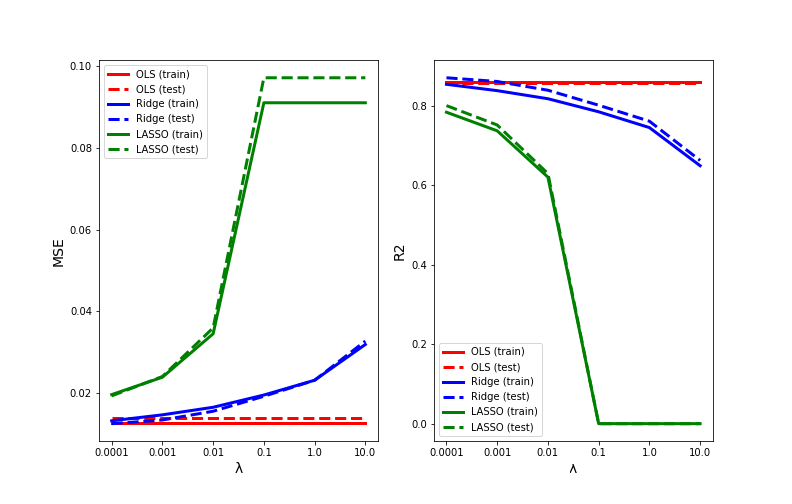 0.10
0.08
0.06
0.04
0.02
MSE
OLS (train)
OLS (test)
Ridge (train)
Ridge (test)
LASSO (train)
LASSO (test)
0.0001 0.001 0.01 0.1 1.0 10.0
λ
0.8
0.6
0.4
0.2
0.0
R2
OLS (train)
OLS (test)
Ridge (train)
Ridge (test)
LASSO (train)
LASSO (test)
0.0001 0.001 0.01 0.1 1.0 10.0
λ